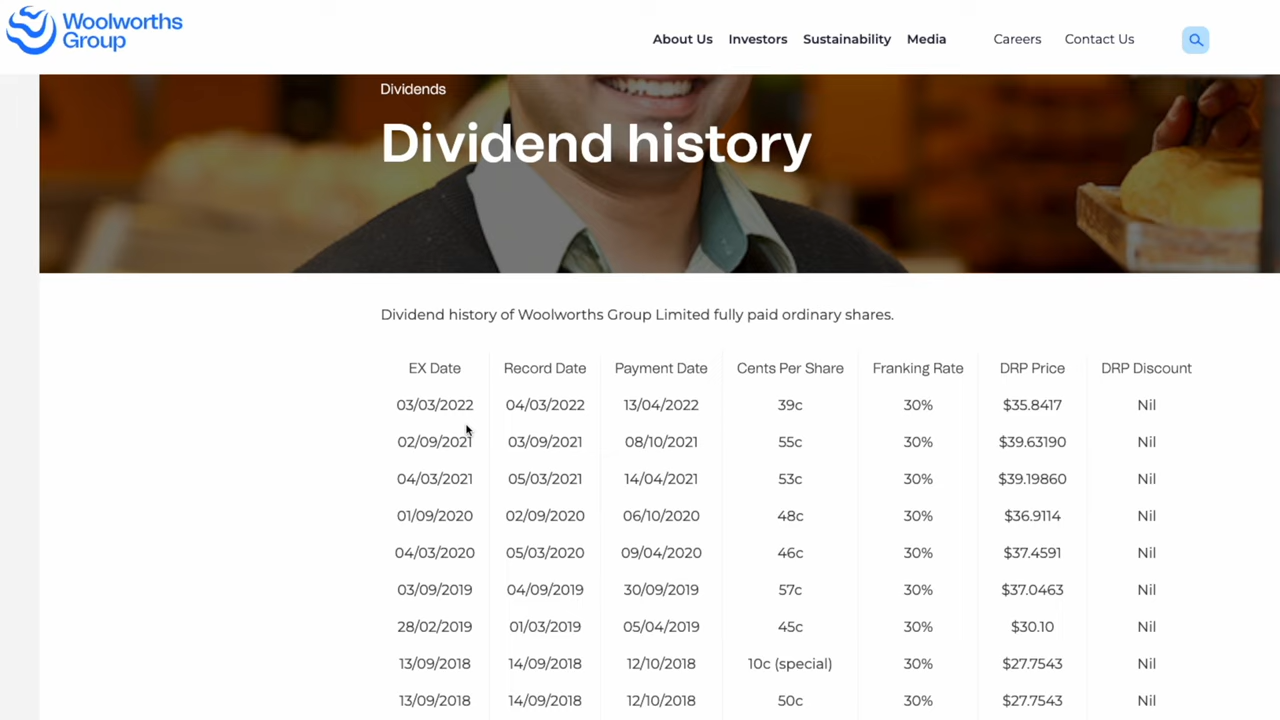 Woolworths
Group
About Us Investors Sustainability Media Careers Contact Us
Dividends
Dividend history
Dividend history of Woolworths Group Limited fully paid ordinary shares.
EX Date Record Date Payment Date Cents Per Share Franking Rate DRP Price DRP Discount
03/03/2022 04/03/2022 13/04/2022 39c 30% $35.8417 Nil
02/09/2021 03/09/2021 08/10/2021 55c 30% $39.63190 Nil
04/03/2021 05/03/2021 14/04/2021 53c 30% $39.19860 Nil
01/09/2020 02/09/2020 06/10/2020 48c 30% $36.9114 Nil
04/03/2020 05/03/2020 09/04/2020 46c 30% $37.4591 Nil
03/09/2019 04/09/2019 30/09/2019 57c 30% $37.0463 Nil
28/02/2019 01/03/2019 05/04/2019 45c 30% $30.10 Nil
13/09/2018 14/09/2018 12/10/2018 10c (special) 30% $27.7543 Nil
13/09/2018 14/09/2018 12/10/2018 50c 30% $27.7543 Nil